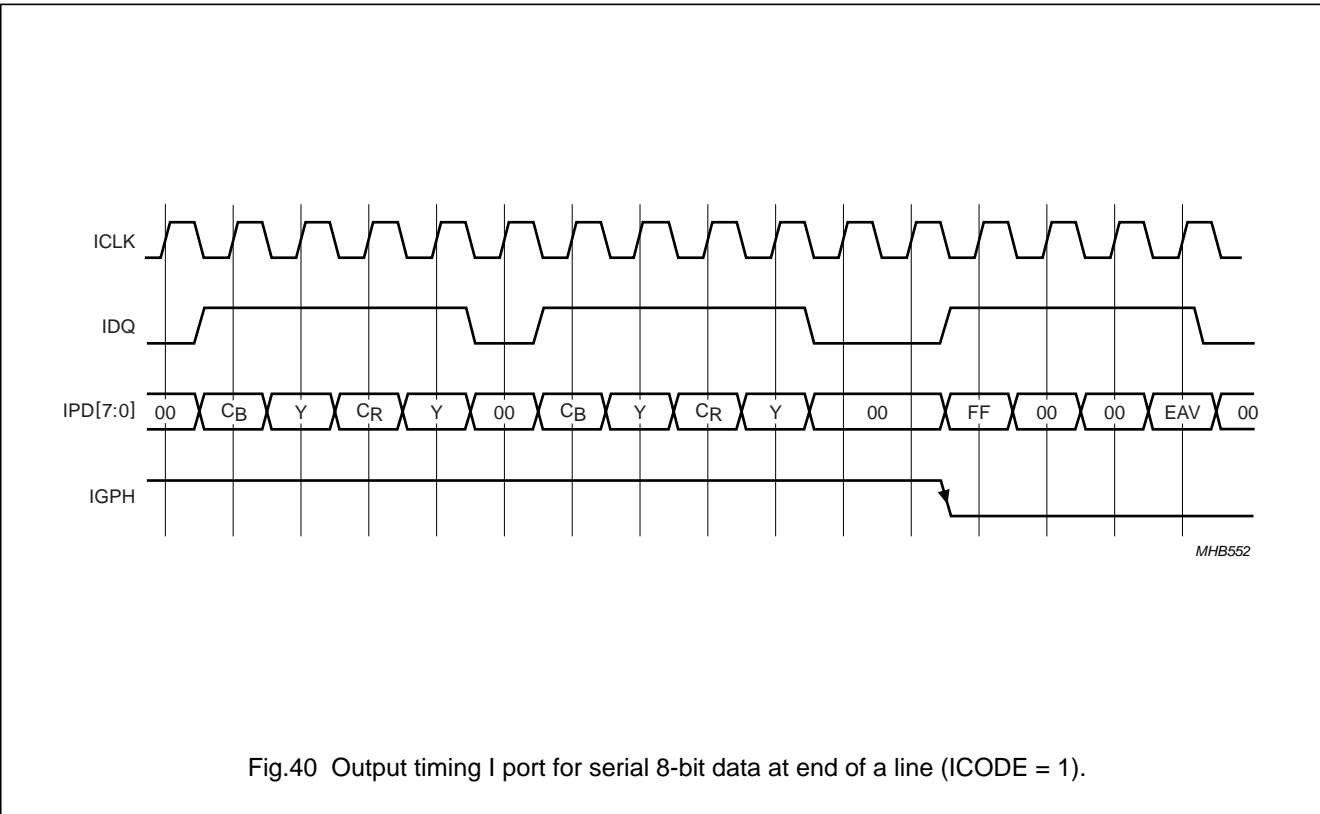 ICLK
IDQ
IPD[7:0] 00 CB Y CR Y 00 CB Y CR Y 00 FF 00 00 EAV 00
IGPH
MHB552
Fig.40 Output timing I port for serial 8-bit data at end of a line (ICODE = 1).